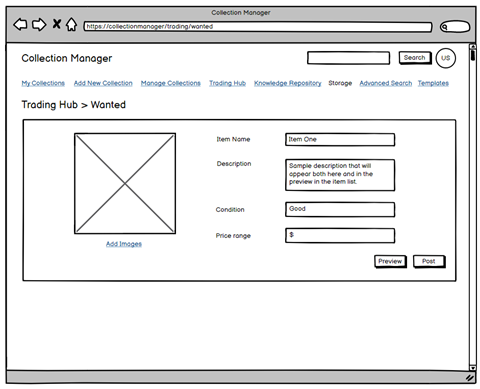 Collection Manager
https://collectionmanager/trading/wanted
Collection Manager
Search
US
My Collections Add New Collection Manage Collections Trading Hub Knowledge Repository Storage Advanced Search Templates
Trading Hub > Wanted
Item Name
Item One
Description
Sample description that will
appear both here and in the
preview in the item list.
Condition
Good
Price range
$
Add Images
Preview
Post